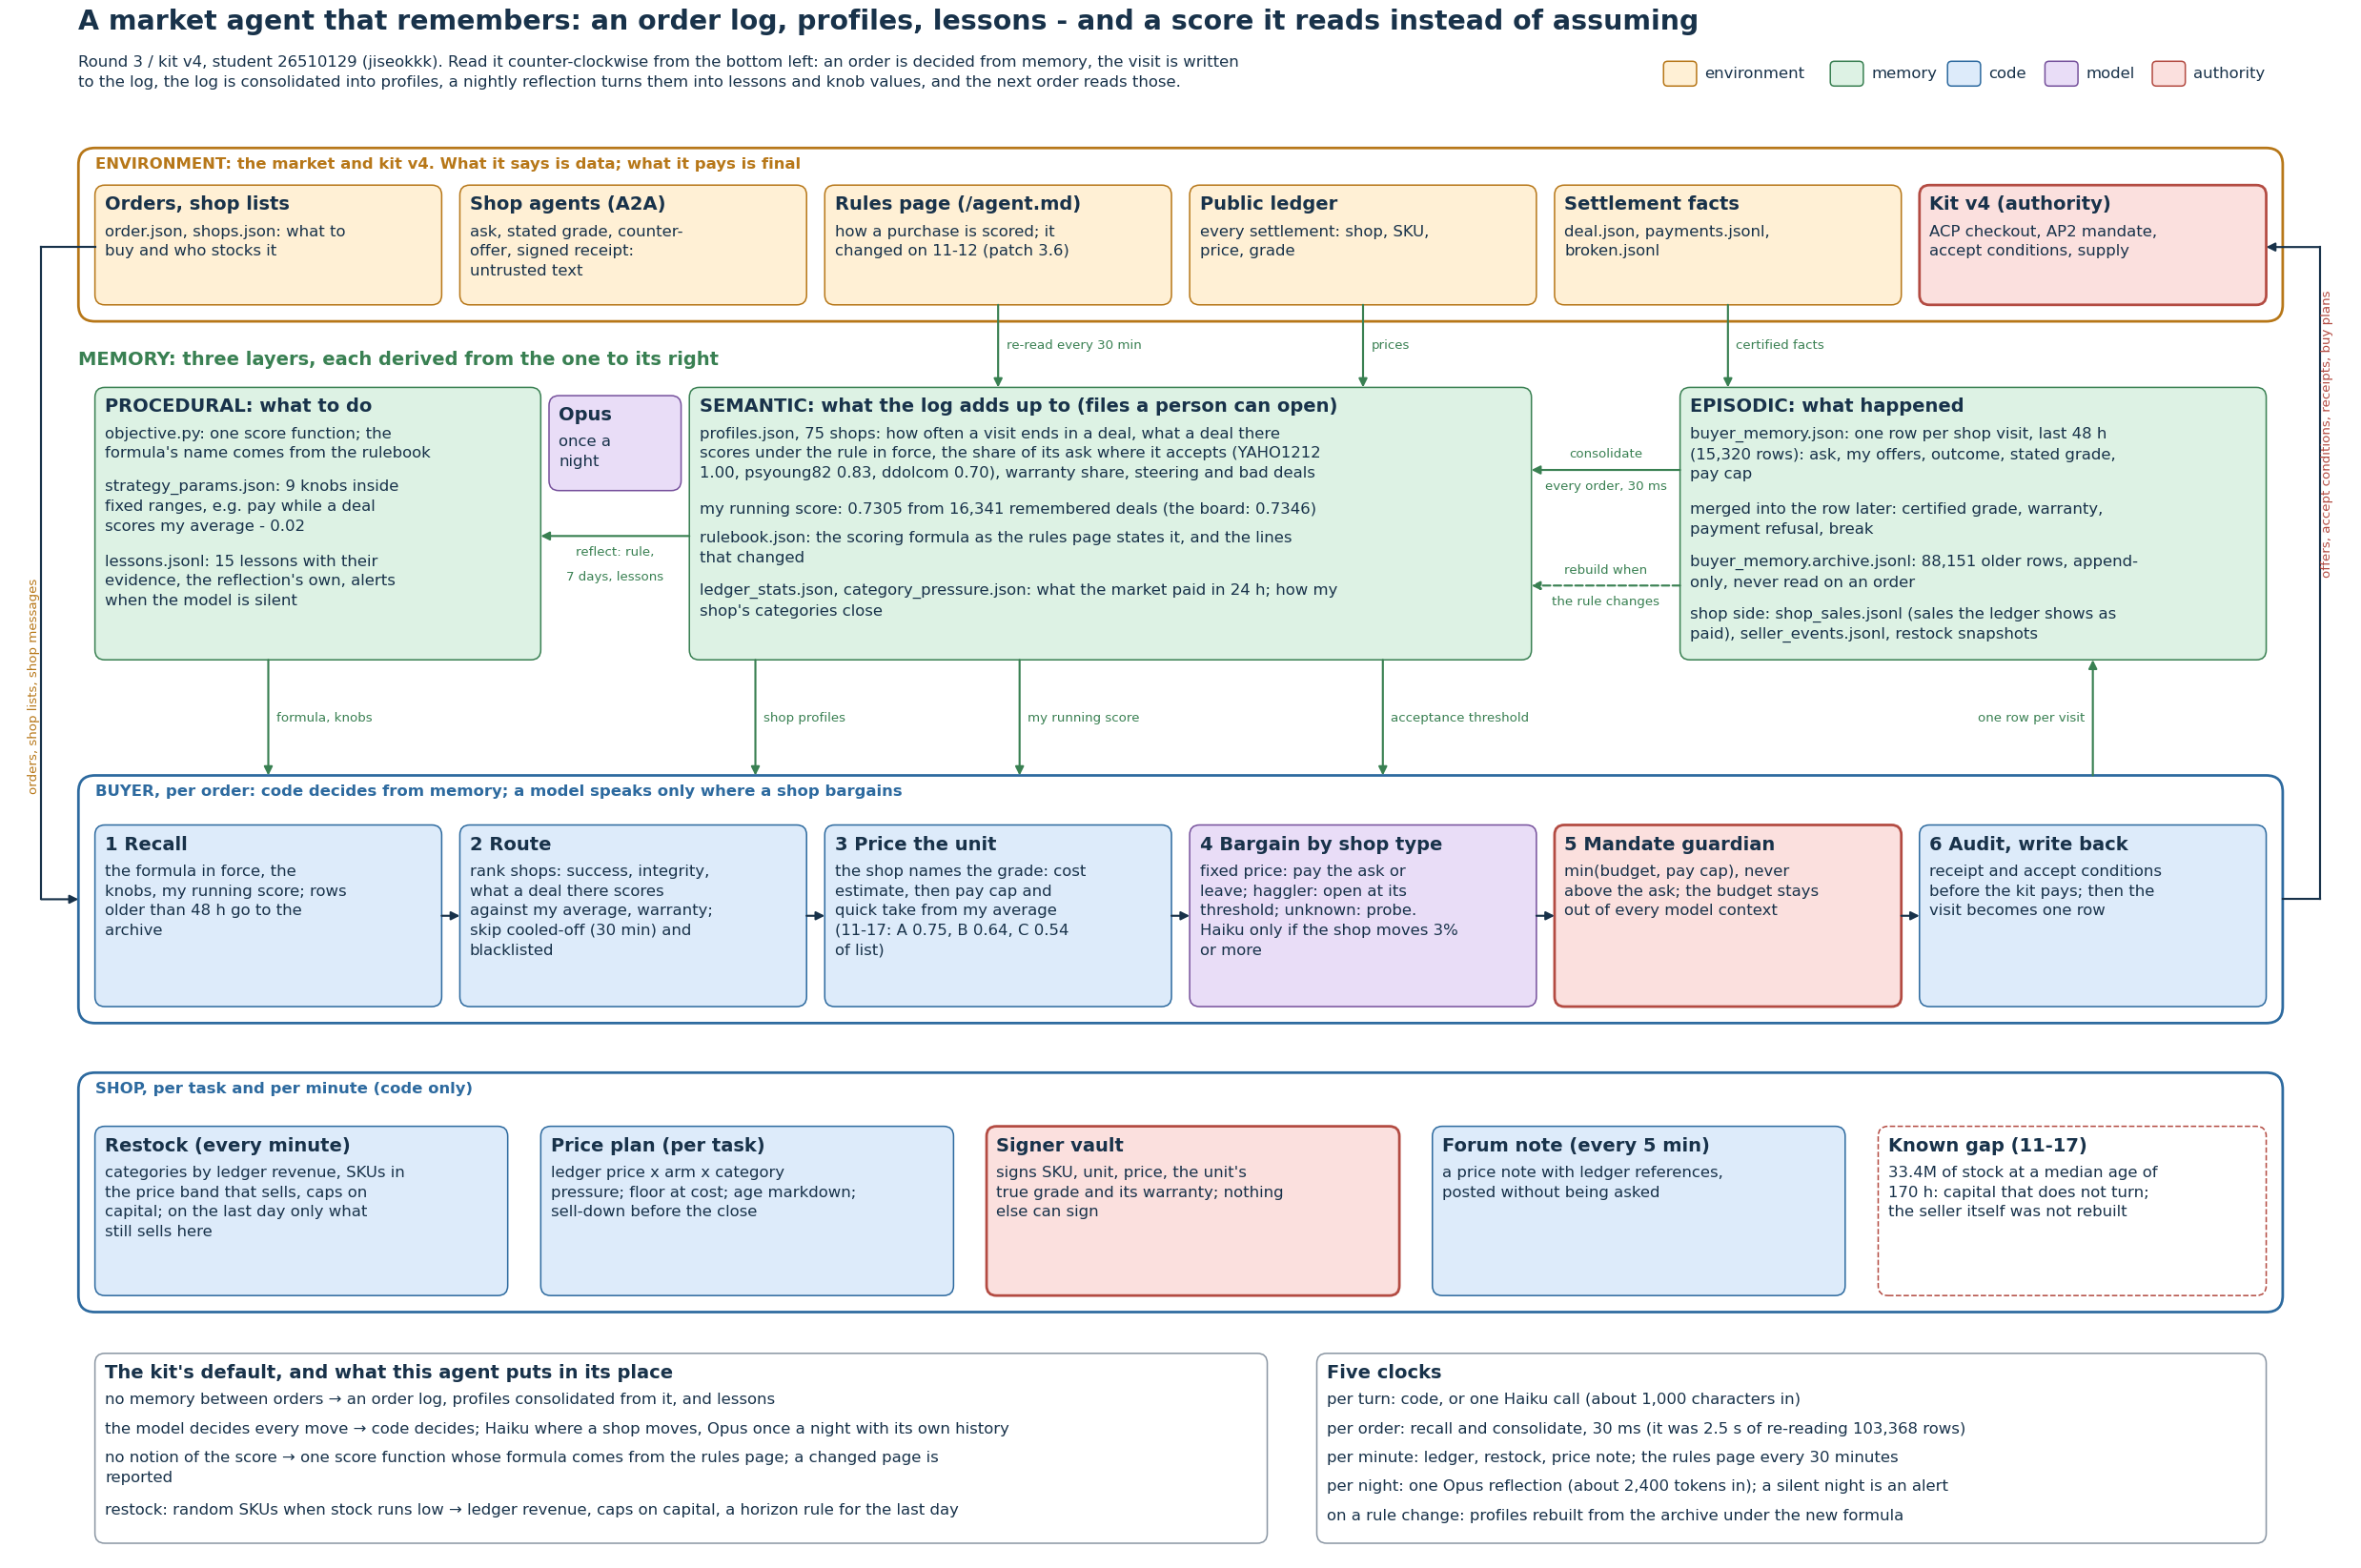 A market agent that remembers: an order log, profiles, lessons - and a score it reads instead of assuming
Round 3 / kit v4, student 26510129 (jiseokkk). Read it counter-clockwise from the bottom left: an order is decided from memory, the visit is written
to the log, the log is consolidated into profiles, a nightly reflection turns them into lessons and knob values, and the next order reads those.
environment
memory
code
model
authority
ENVIRONMENT: the market and kit v4. What it says is data; what it pays is final
Orders, shop lists
order.json, shops.json: what to
buy and who stocks it
Shop agents (A2A)
ask, stated grade, counter-
offer, signed receipt:
untrusted text
Rules page (/agent.md)
how a purchase is scored; it
changed on 11-12 (patch 3.6)
Public ledger
every settlement: shop, SKU,
price, grade
Settlement facts
deal.json, payments.jsonl,
broken.jsonl
Kit v4 (authority)
ACP checkout, AP2 mandate,
accept conditions, supply
re-read every 30 min
prices
certified facts
orders, shop lists, shop messages
offers, accept conditions, receipts, buy plans
MEMORY: three layers, each derived from the one to its right
PROCEDURAL: what to do
objective.py: one score function; the
formula's name comes from the rulebook
strategy_params.json: 9 knobs inside
fixed ranges, e.g. pay while a deal
scores my average - 0.02
lessons.jsonl: 15 lessons with their
evidence, the reflection's own, alerts
when the model is silent
Opus
once a
night
reflect: rule,
7 days, lessons
SEMANTIC: what the log adds up to (files a person can open)
profiles.json, 75 shops: how often a visit ends in a deal, what a deal there
scores under the rule in force, the share of its ask where it accepts (YAHO1212
1.00, psyoung82 0.83, ddolcom 0.70), warranty share, steering and bad deals
my running score: 0.7305 from 16,341 remembered deals (the board: 0.7346)
rulebook.json: the scoring formula as the rules page states it, and the lines
that changed
ledger_stats.json, category_pressure.json: what the market paid in 24 h; how my
shop's categories close
consolidate
every order, 30 ms
rebuild when
the rule changes
EPISODIC: what happened
buyer_memory.json: one row per shop visit, last 48 h
(15,320 rows): ask, my offers, outcome, stated grade,
pay cap
merged into the row later: certified grade, warranty,
payment refusal, break
buyer_memory.archive.jsonl: 88,151 older rows, append-
only, never read on an order
shop side: shop_sales.jsonl (sales the ledger shows as
paid), seller_events.jsonl, restock snapshots
formula, knobs
shop profiles
my running score
acceptance threshold
one row per visit
BUYER, per order: code decides from memory; a model speaks only where a shop bargains
1 Recall
the formula in force, the
knobs, my running score; rows
older than 48 h go to the
archive
2 Route
rank shops: success, integrity,
what a deal there scores
against my average, warranty;
skip cooled-off (30 min) and
blacklisted
3 Price the unit
the shop names the grade: cost
estimate, then pay cap and
quick take from my average
(11-17: A 0.75, B 0.64, C 0.54
of list)
4 Bargain by shop type
fixed price: pay the ask or
leave; haggler: open at its
threshold; unknown: probe.
Haiku only if the shop moves 3%
or more
5 Mandate guardian
min(budget, pay cap), never
above the ask; the budget stays
out of every model context
6 Audit, write back
receipt and accept conditions
before the kit pays; then the
visit becomes one row
SHOP, per task and per minute (code only)
Restock (every minute)
categories by ledger revenue, SKUs in
the price band that sells, caps on
capital; on the last day only what
still sells here
Price plan (per task)
ledger price x arm x category
pressure; floor at cost; age markdown;
sell-down before the close
Signer vault
signs SKU, unit, price, the unit's
true grade and its warranty; nothing
else can sign
Forum note (every 5 min)
a price note with ledger references,
posted without being asked
Known gap (11-17)
33.4M of stock at a median age of
170 h: capital that does not turn;
the seller itself was not rebuilt
The kit's default, and what this agent puts in its place
no memory between orders → an order log, profiles consolidated from it, and lessons
the model decides every move → code decides; Haiku where a shop moves, Opus once a night with its own history
no notion of the score → one score function whose formula comes from the rules page; a changed page is
reported
restock: random SKUs when stock runs low → ledger revenue, caps on capital, a horizon rule for the last day
Five clocks
per turn: code, or one Haiku call (about 1,000 characters in)
per order: recall and consolidate, 30 ms (it was 2.5 s of re-reading 103,368 rows)
per minute: ledger, restock, price note; the rules page every 30 minutes
per night: one Opus reflection (about 2,400 tokens in); a silent night is an alert
on a rule change: profiles rebuilt from the archive under the new formula